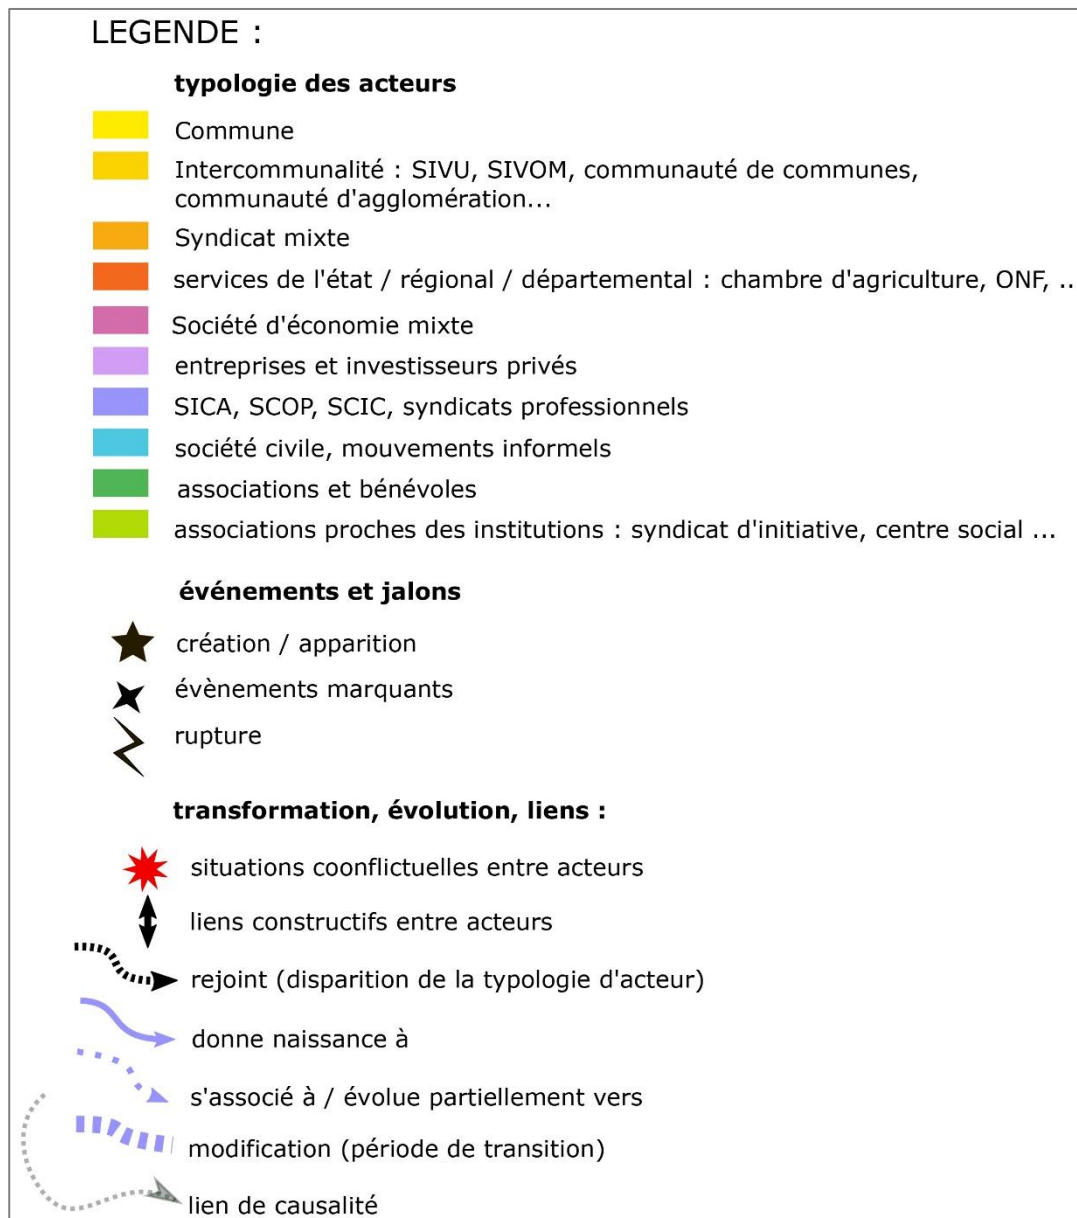 LEGENDE :
typologie des acteurs
Commune
Intercommunalité : SIVU, SIVOM, communauté de communes,
communauté d'agglomération...
Syndicat mixte
services de l'état / régional / départemental : chambre d'agriculture, ONF, ..
Société d'économie mixte
entreprises et investisseurs privés
SICA, SCOP, SCIC, syndicats professionnels
société civile, mouvements informels
associations et bénévoles
associations proches des institutions : syndicat d'initiative, centre social ...
événements et jalons
création / apparition
évènements marquants
rupture
transformation, évolution, liens :
situations coonflictuelles entre acteurs
liens constructifs entre acteurs
rejoint (disparition de la typologie d'acteur)
donne naissance à
s'associé à / évolue partiellement vers
modification (période de transition)
lien de causalité